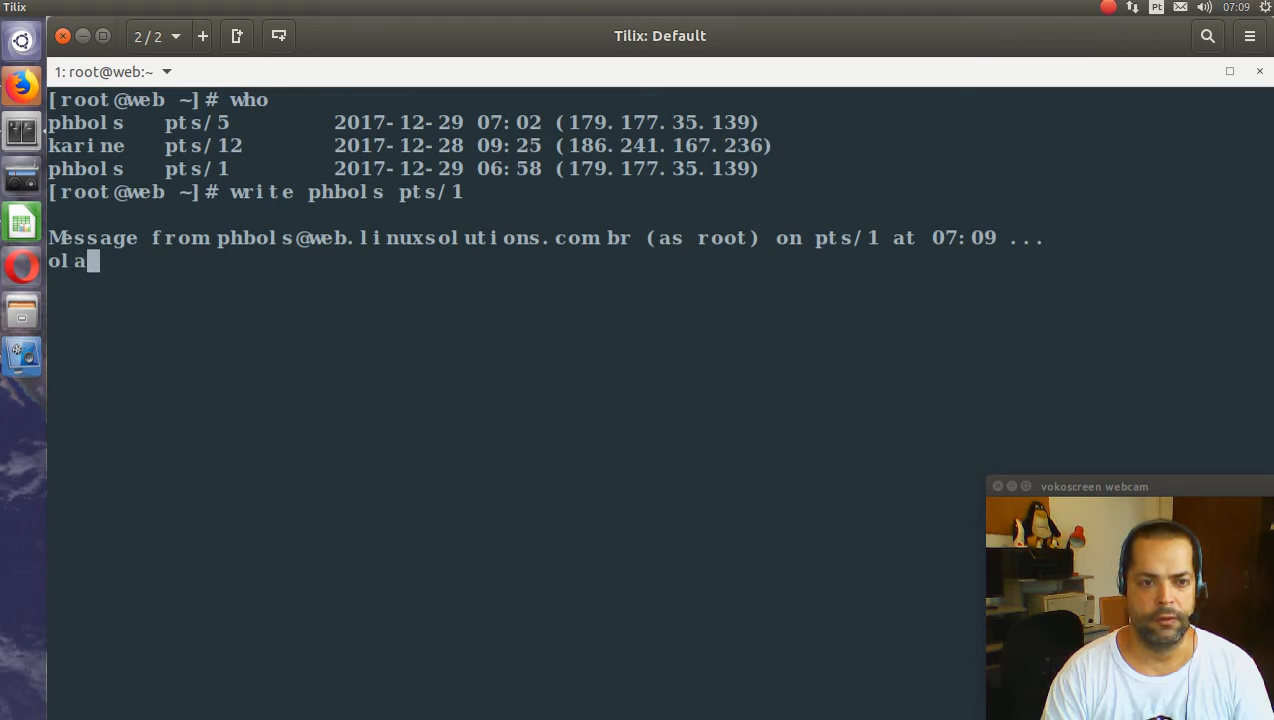 Tilix
Pt
07:09
2 / 2
Tilix: Default
1: root@web:~
[root@web ~]# who
phbols pts/5 2017-12-29 07:02 (179.177.35.139)
karine pts/12 2017-12-28 09:25 (186.241.167.236)
phbols pts/1 2017-12-29 06:58 (179.177.35.139)
[root@web ~]# write phbols pts/1
Message from phbols@web.linuxsolutions.com.br (as root) on pts/1 at 07:09 ...
ola
vokoscreen webcam